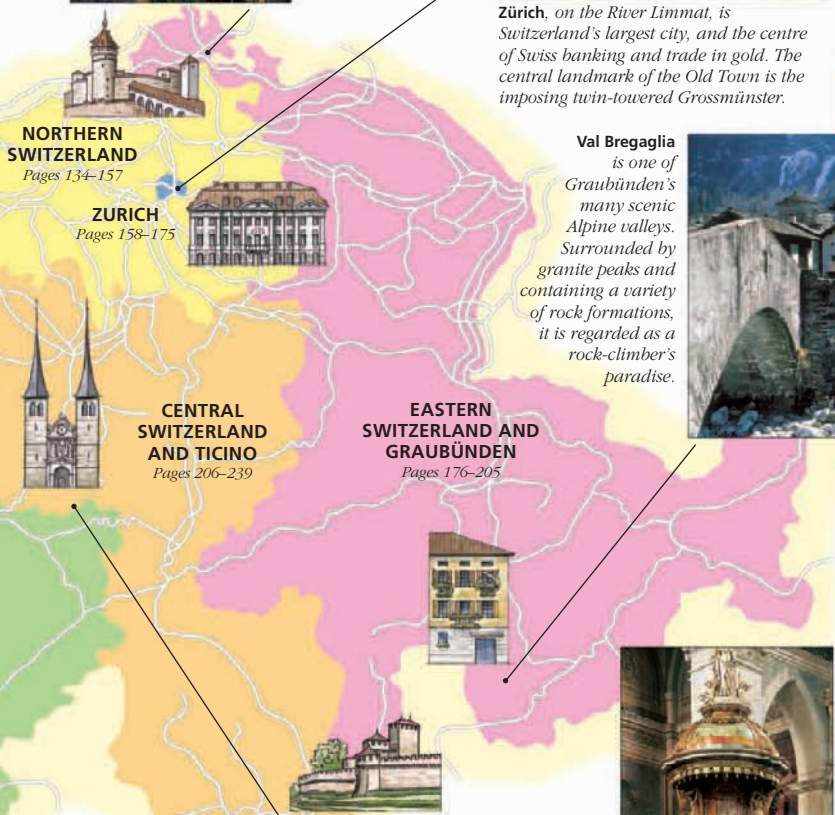 Zürich, on the River Limmat, is
Switzerland's largest city, and the centre
of Swiss banking and trade in gold. The
central landmark of the Old Town is the
imposing twin-towered Grossmünster.
NORTHERN
SWITZERLAND
Pages 134–157
ZURICH
Pages 158–175
Val Bregaglia
is one of
Graubünden's
many scenic
Alpine valleys.
Surrounded by
granite peaks and
containing a variety
of rock formations,
it is regarded as a
rock-climber's
paradise.
CENTRAL
SWITZERLAND
AND TICINO
Pages 206–239
EASTERN
SWITZERLAND AND
GRAUBÜNDEN
Pages 176–205